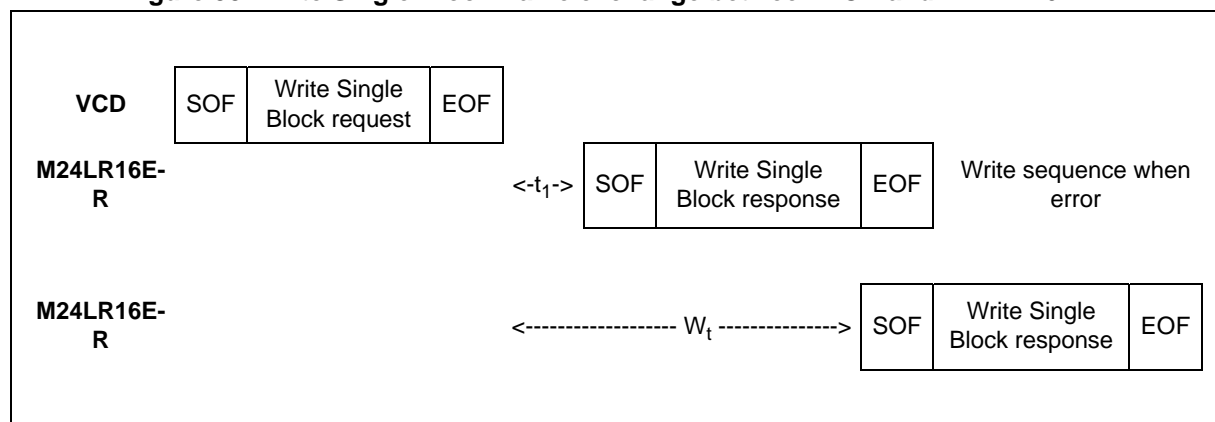 VCD SOF Write Single Block request EOF
M24LR16E-R <-t1-> SOF Write Single Block response EOF Write sequence when error
M24LR16E-R <------------------- Wt ---------------> SOF Write Single Block response EOF